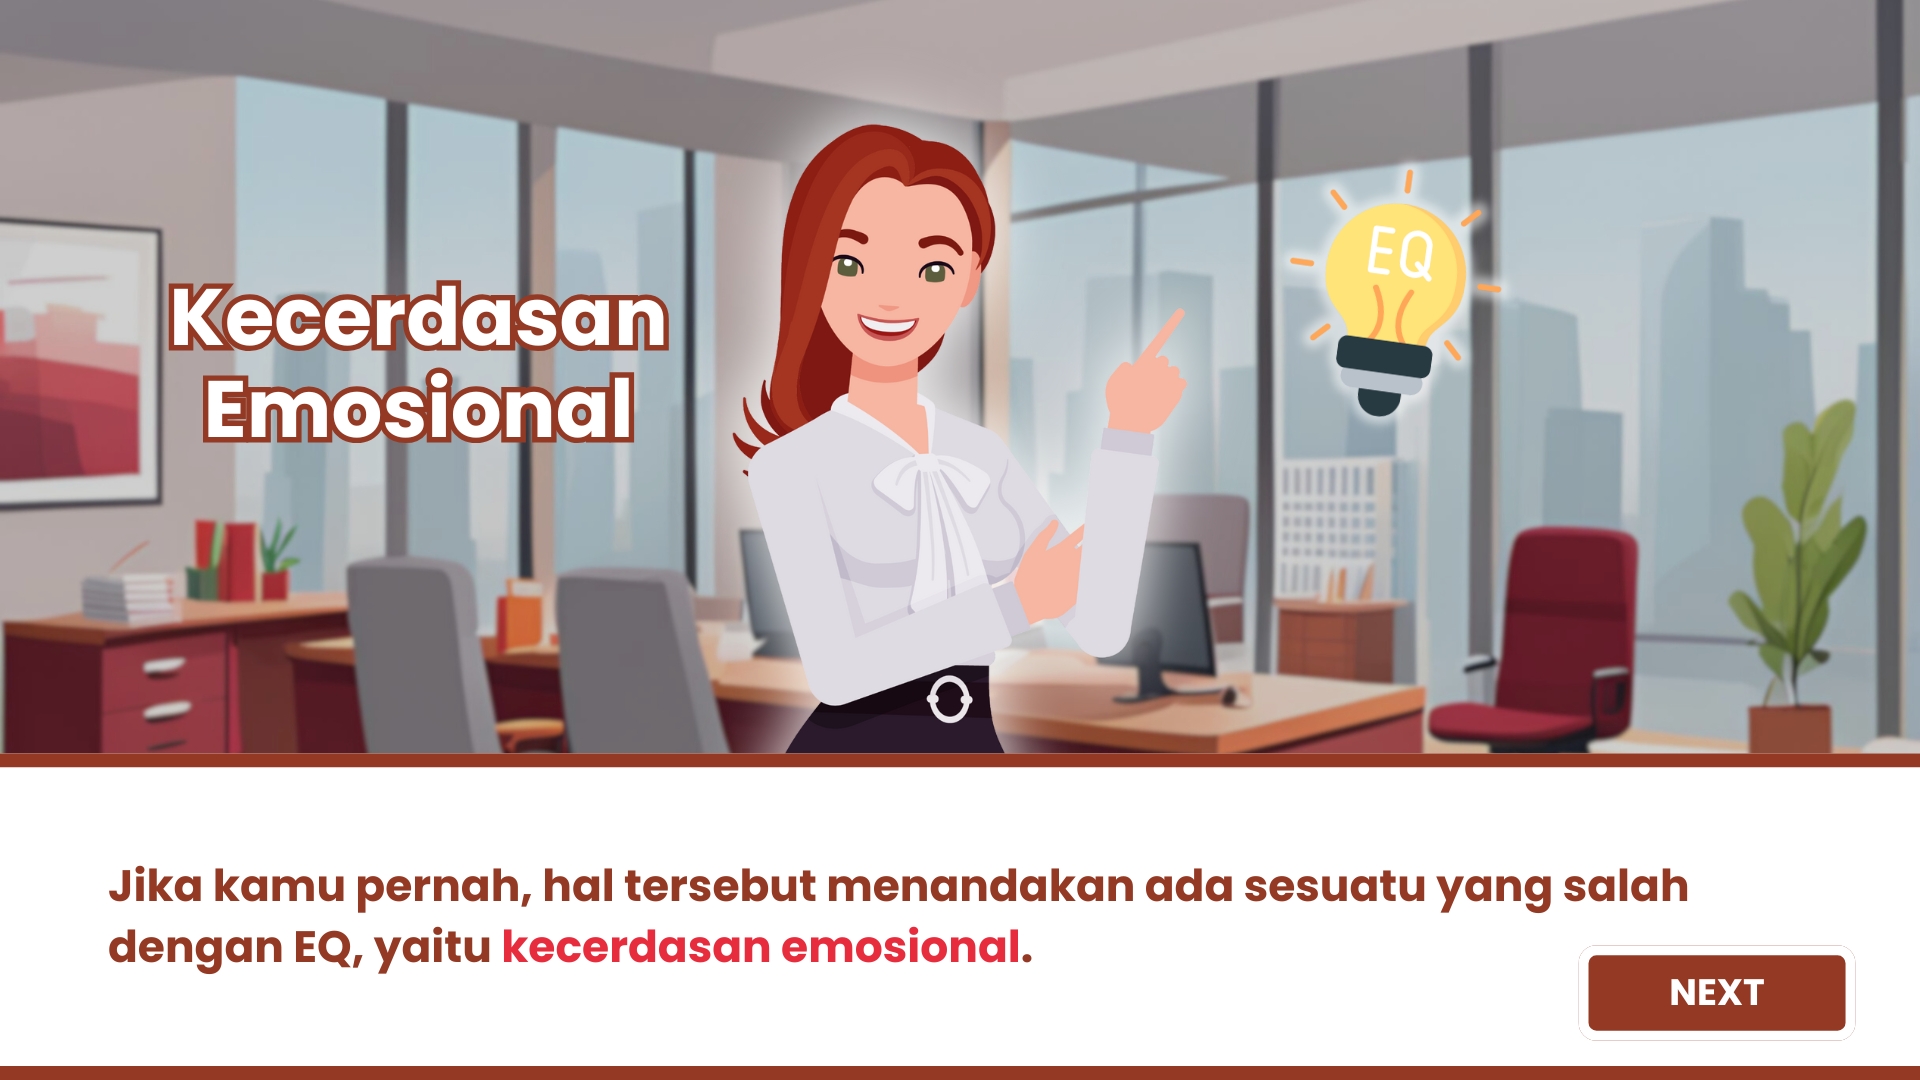 Kecerdasan
Emosional
EQ
Jika kamu pernah, hal tersebut menandakan ada sesuatu yang salah
dengan EQ, yaitu kecerdasan emosional.
NEXT